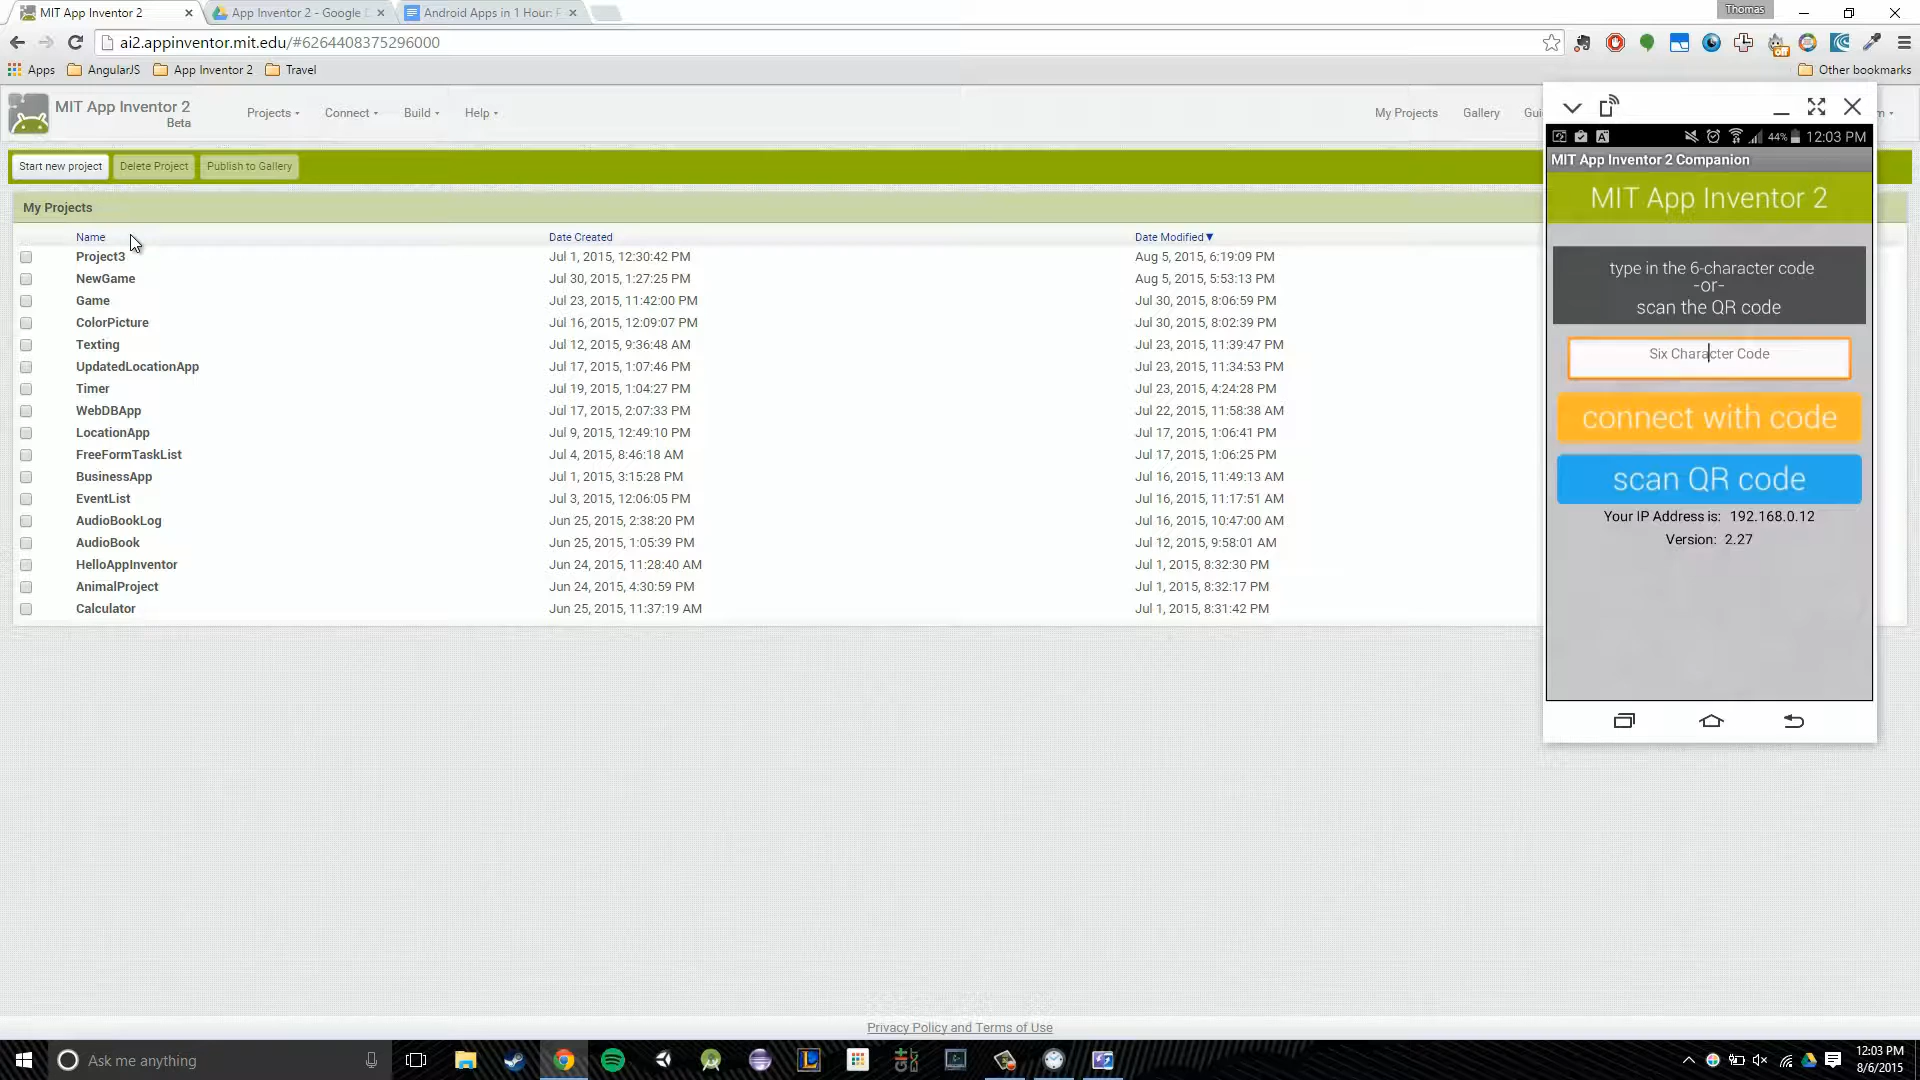 MIT App Inventor 2
App Inventor 2 - Google
Android Apps in 1 Hour:
Thomas
ai2.appinventor.mit.edu/#6264408375296000
Apps
AngularJS
App Inventor 2
Travel
Other bookmarks
MIT App Inventor 2
Beta
Projects
Connect
Build
Help
My Projects
Gallery
Start new project
Delete Project
Publish to Gallery
My Projects
Name Date Created Date Modified▼
Project3 Jul 1, 2015, 12:30:42 PM Aug 5, 2015, 6:19:09 PM
NewGame Jul 30, 2015, 1:27:25 PM Aug 5, 2015, 5:53:13 PM
Game Jul 23, 2015, 11:42:00 PM Jul 30, 2015, 8:06:59 PM
ColorPicture Jul 16, 2015, 12:09:07 PM Jul 30, 2015, 8:02:39 PM
Texting Jul 12, 2015, 9:36:48 AM Jul 23, 2015, 11:39:47 PM
UpdatedLocationApp Jul 17, 2015, 1:07:46 PM Jul 23, 2015, 11:34:53 PM
Timer Jul 19, 2015, 1:04:27 PM Jul 23, 2015, 4:24:28 PM
WebDBApp Jul 17, 2015, 2:07:33 PM Jul 22, 2015, 11:58:38 AM
LocationApp Jul 9, 2015, 12:49:10 PM Jul 17, 2015, 1:06:41 PM
FreeFormTaskList Jul 4, 2015, 8:46:18 AM Jul 17, 2015, 1:06:25 PM
BusinessApp Jul 1, 2015, 3:15:28 PM Jul 16, 2015, 11:49:13 AM
EventList Jul 3, 2015, 12:06:05 PM Jul 16, 2015, 11:17:51 AM
AudioBookLog Jun 25, 2015, 2:38:20 PM Jul 16, 2015, 10:47:00 AM
AudioBook Jun 25, 2015, 1:05:39 PM Jul 12, 2015, 9:58:01 AM
HelloAppInventor Jun 24, 2015, 11:28:40 AM Jul 1, 2015, 8:32:30 PM
AnimalProject Jun 24, 2015, 4:30:59 PM Jul 1, 2015, 8:32:17 PM
Calculator Jun 25, 2015, 11:37:19 AM Jul 1, 2015, 8:31:42 PM
44% 12:03 PM
MIT App Inventor 2 Companion
MIT App Inventor 2
type in the 6-character code
-or-
scan the QR code
Six Character Code
connect with code
scan QR code
Your IP Address is: 192.168.0.12
Version: 2.27
Privacy Policy and Terms of Use
Ask me anything
12:03 PM
8/6/2015